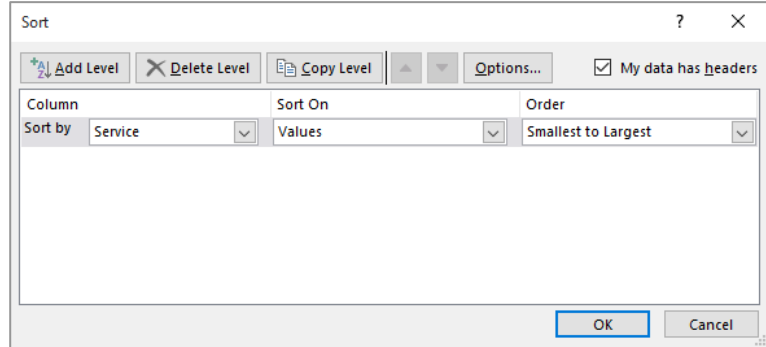 Sort ?
Add Level Delete Level Copy Level Options... My data has headers
Column Sort On Order
Sort by Service Values Smallest to Largest
OK Cancel